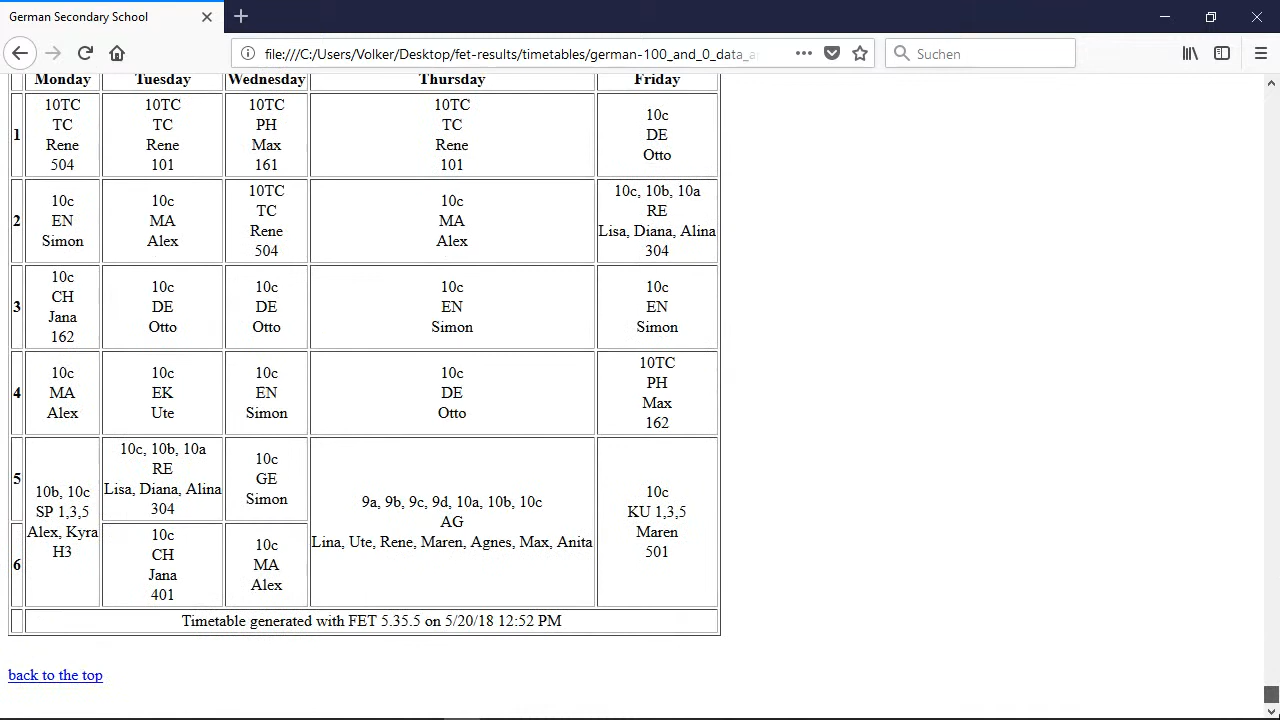 German Secondary School
file:///C:/Users/Volker/Desktop/fet-results/timetables/german-100_and_0_data_a
Suchen
Monday Tuesday Wednesday Thursday Friday
1
10TC
TC
Rene
504
10TC
TC
Rene
101
10TC
PH
Max
161
10TC
TC
Rene
101
10c
DE
Otto
2
10c
EN
Simon
10c
MA
Alex
10TC
TC
Rene
504
10c
MA
Alex
10c, 10b, 10a
RE
Lisa, Diana, Alina
304
3
10c
CH
Jana
162
10c
DE
Otto
10c
DE
Otto
10c
EN
Simon
10c
EN
Simon
4
10c
MA
Alex
10c
EK
Ute
10c
EN
Simon
10c
DE
Otto
10TC
PH
Max
162
5
10b, 10c
SP 1,3,5
Alex, Kyra
H3
10c, 10b, 10a
RE
Lisa, Diana, Alina
304
10c
GE
Simon
9a, 9b, 9c, 9d, 10a, 10b, 10c
AG
Lina, Ute, Rene, Maren, Agnes, Max, Anita
10c
KU 1,3,5
Maren
501
6
10c
CH
Jana
401
10c
MA
Alex
Timetable generated with FET 5.35.5 on 5/20/18 12:52 PM
back to the top